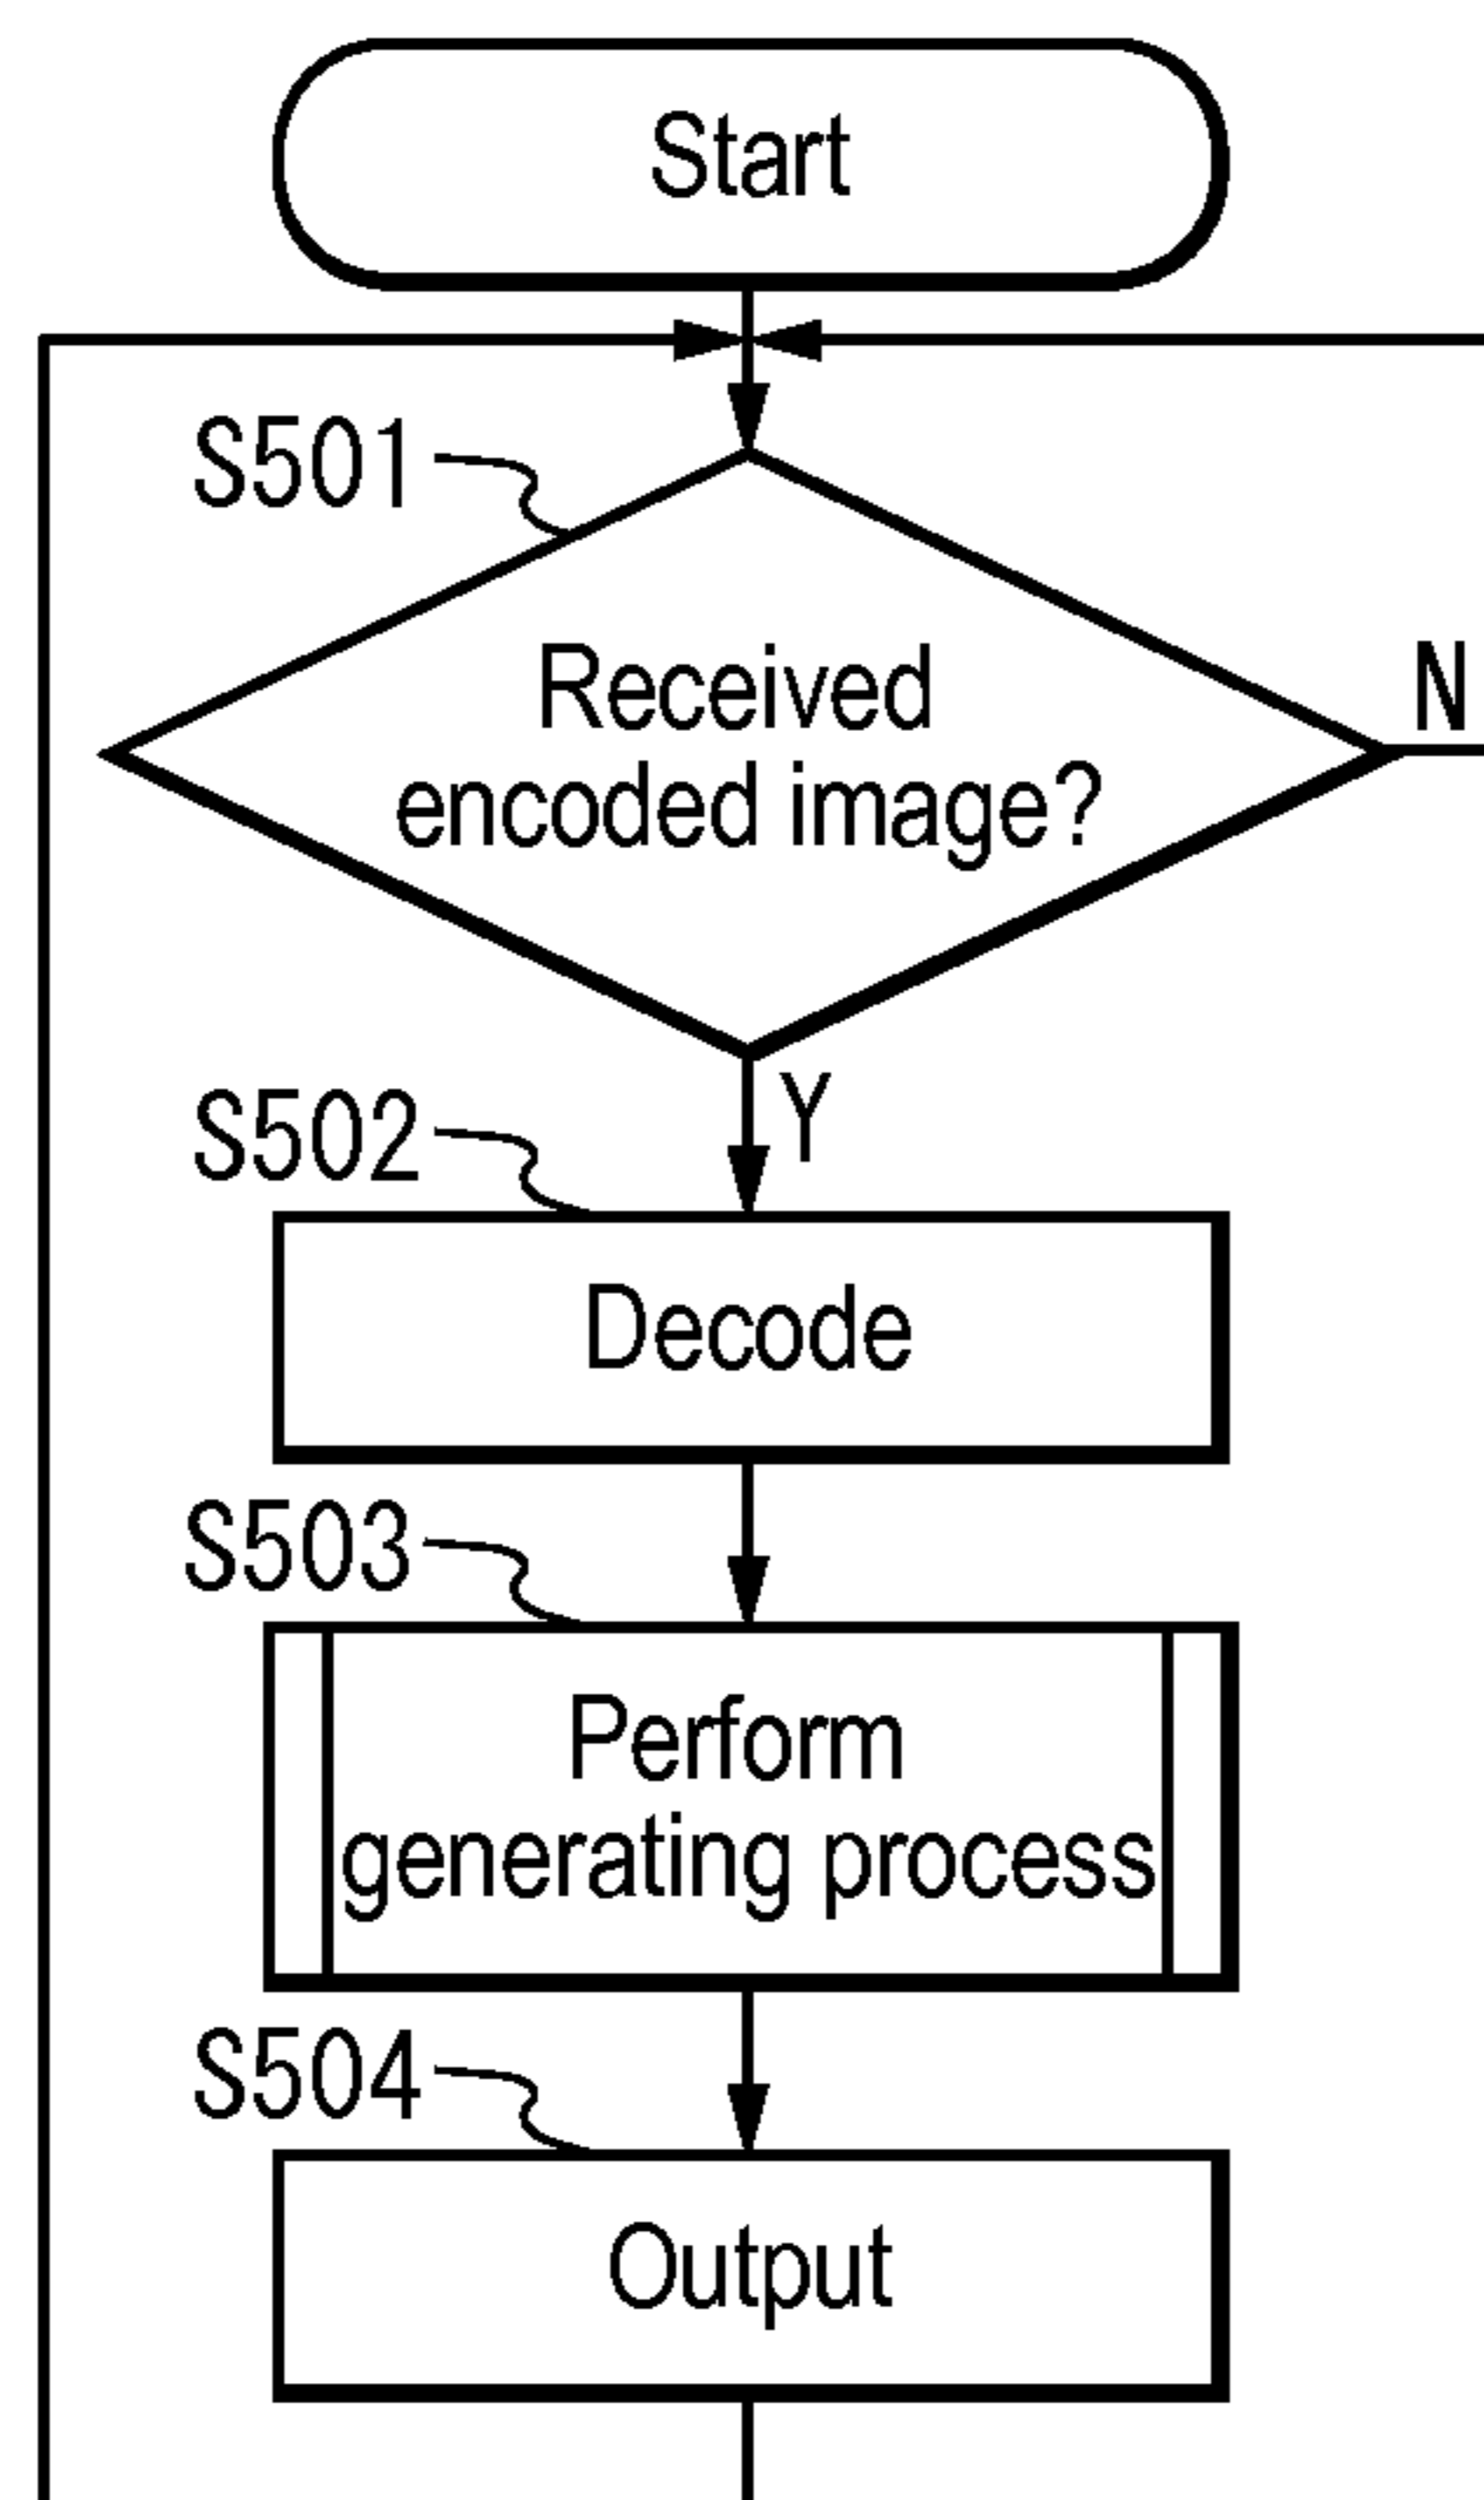 Start
S501
Received
encoded image?
N
Y
S502
Decode
S503
Perform
generating process
S504
Output